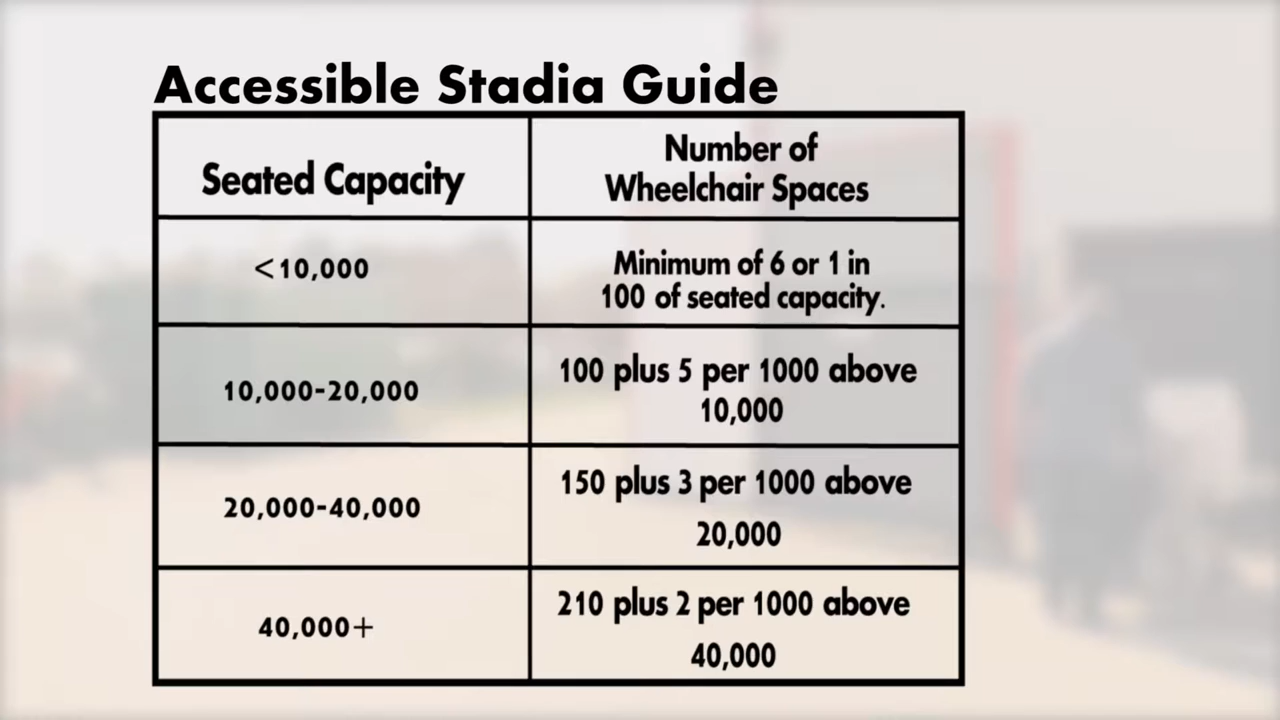 Accessible Stadia Guide
Seated Capacity
Number of
Wheelchair Spaces
<10,000
Minimum of 6 or 1 in
100 of seated capacity.
10,000-20,000
100 plus 5 per 1000 above
10,000
20,000-40,000
150 plus 3 per 1000 above
20,000
40,000+
210 plus 2 per 1000 above
40,000